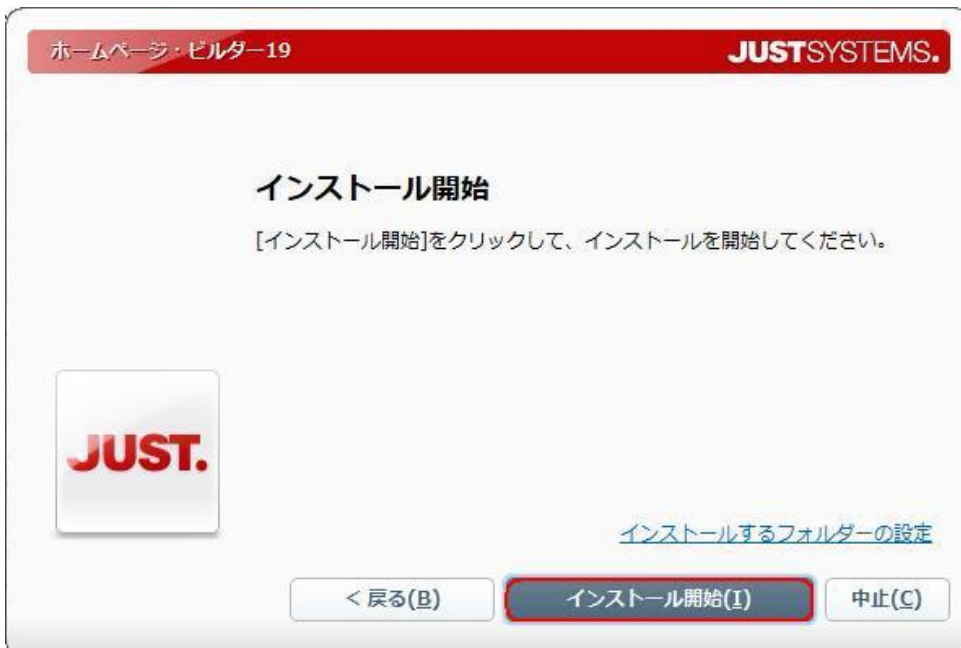 ホームページ・ビルダー19
JUSTSYSTEMS.
インストール開始
[インストール開始]をクリックして、インストールを開始してください。
JUST.
インストールするフォルダーの設定
< 戻る(B)
インストール開始(I)
中止(C)